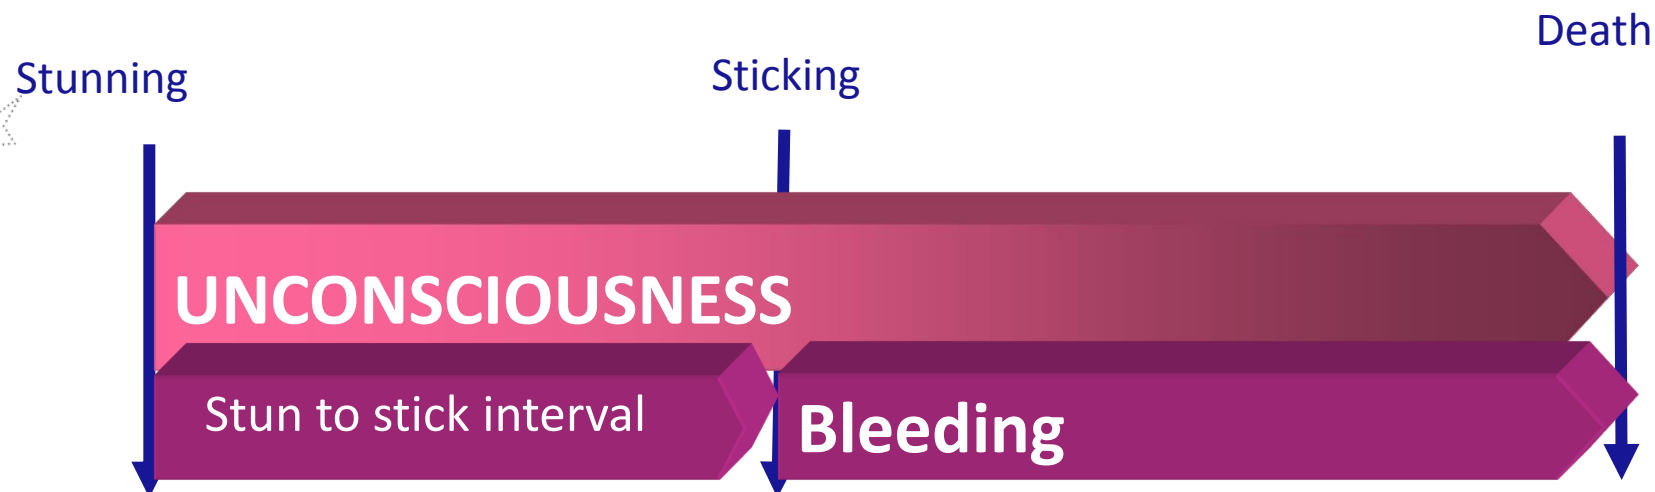 Death
Stunning
Sticking
UNCONSCIOUSNESS
Stun to stick interval
Bleeding